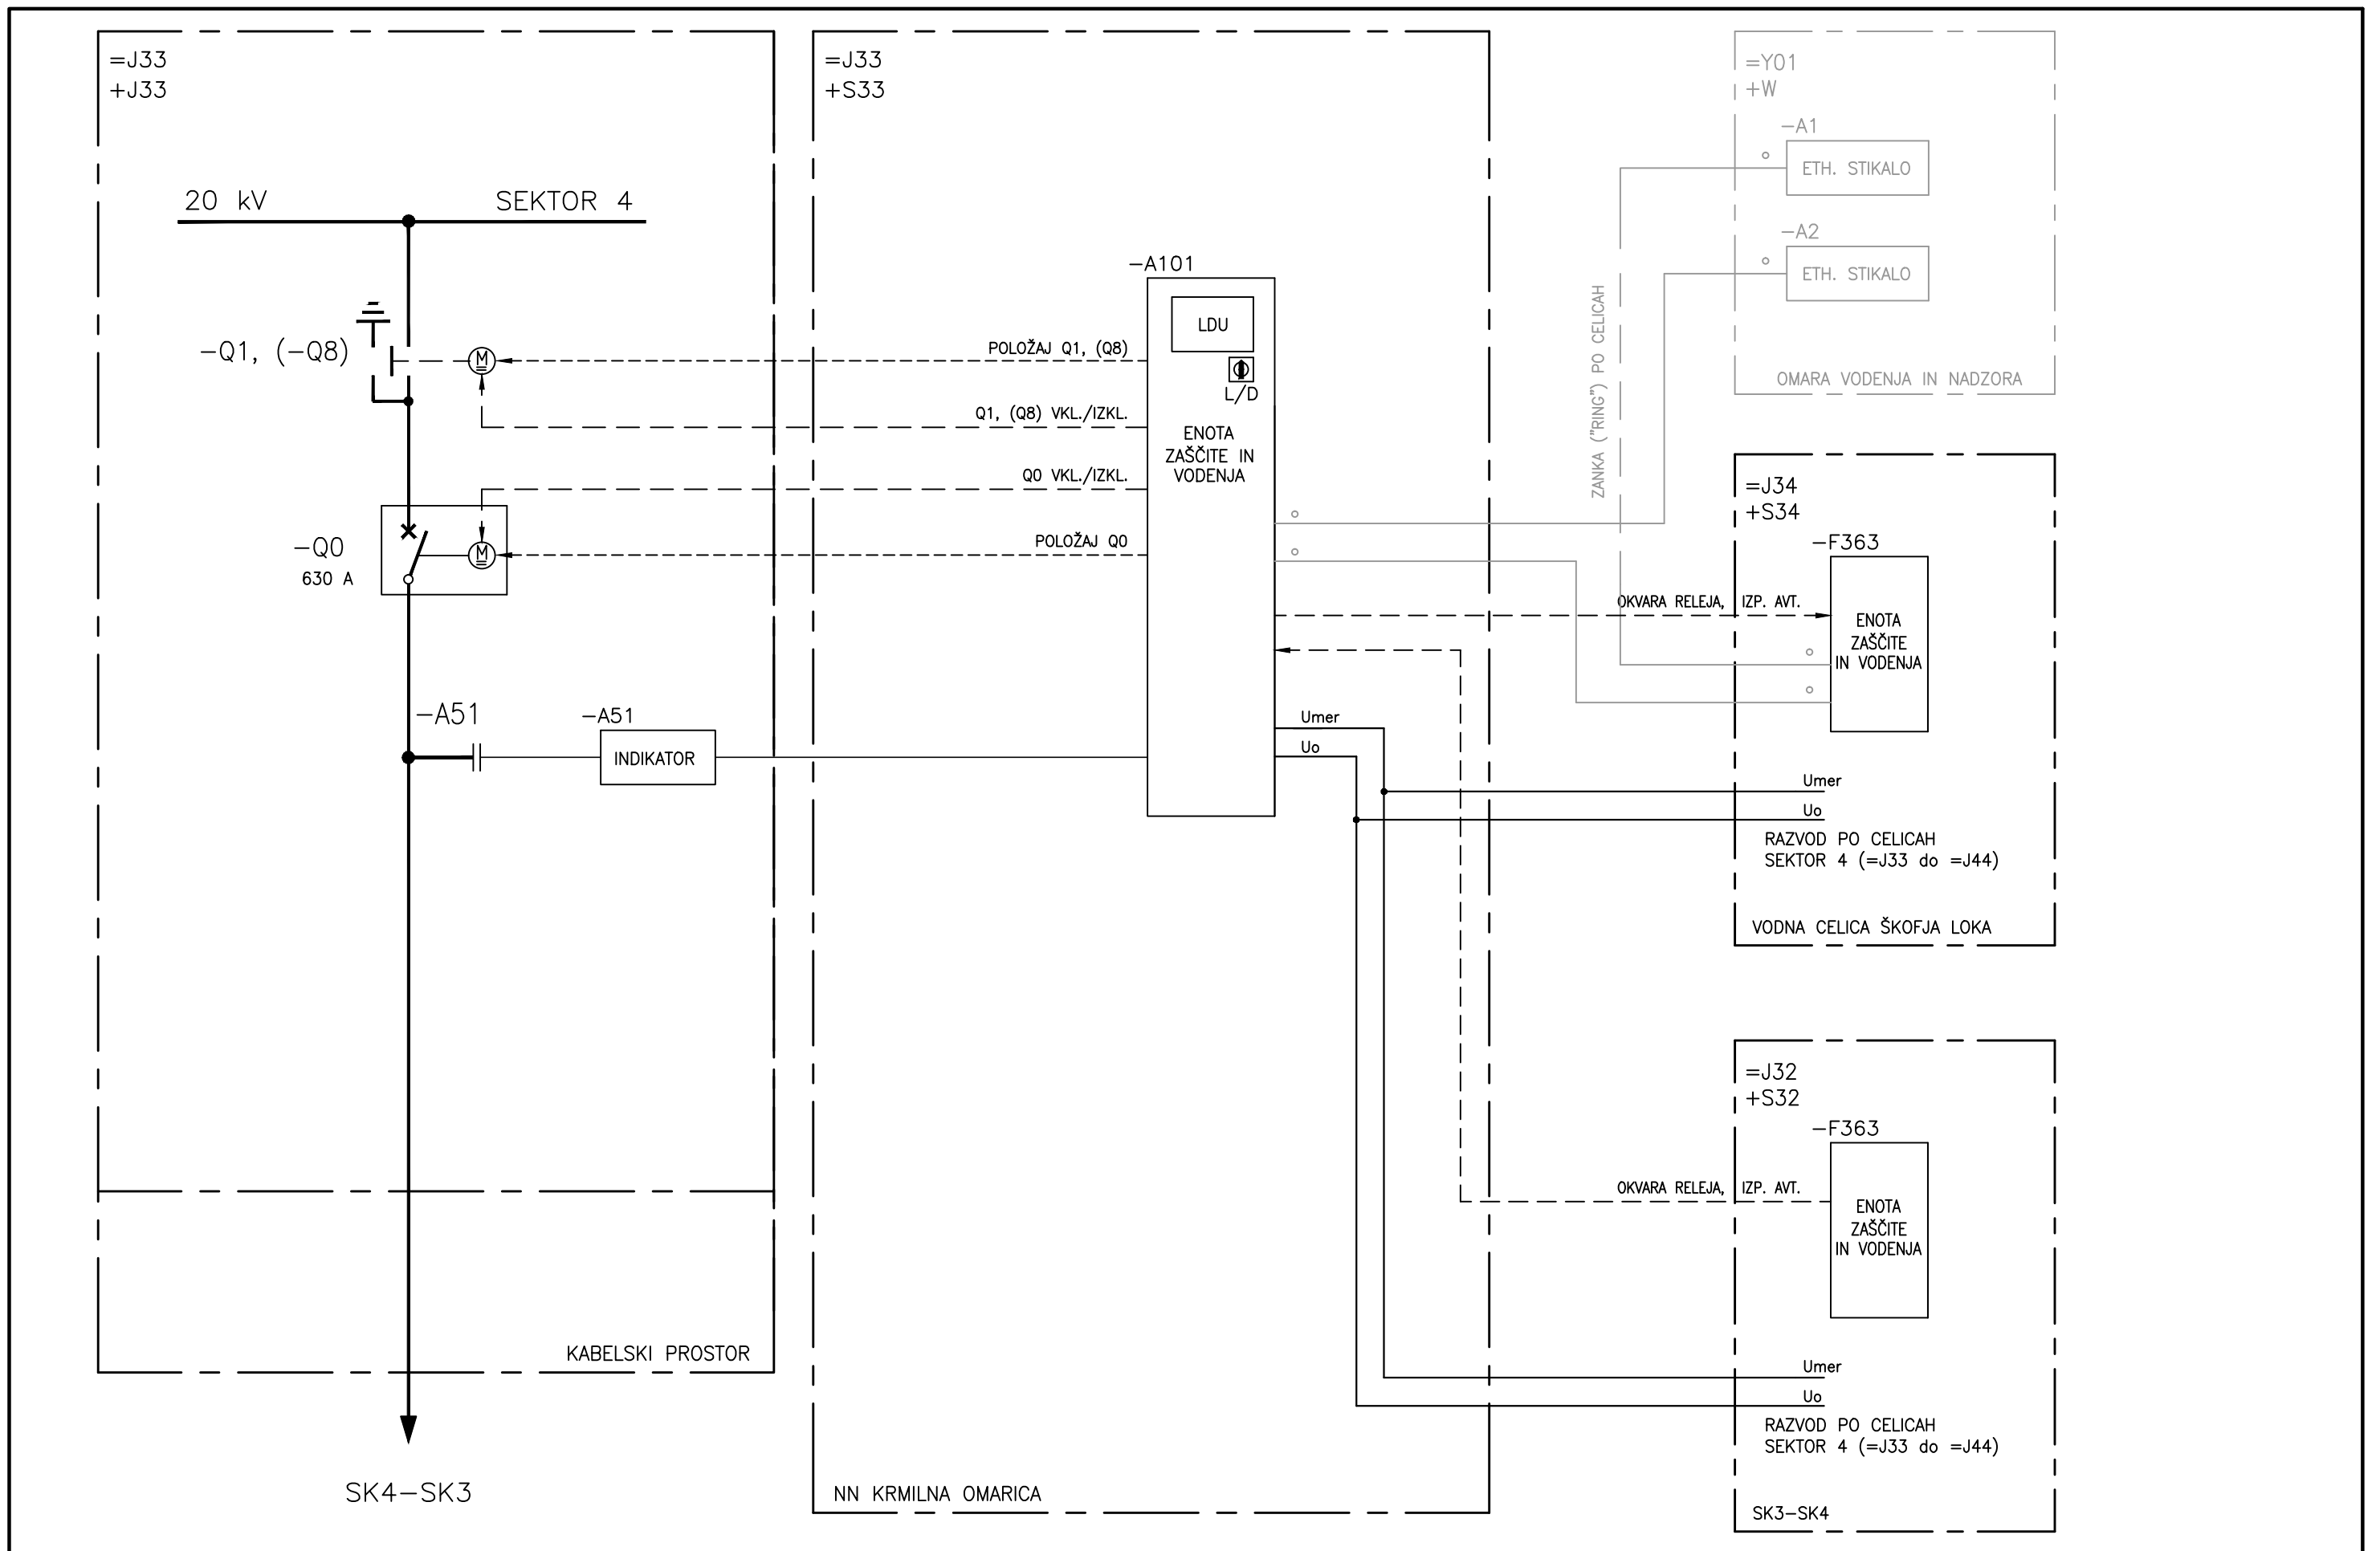 =J33
+J33
20 kV
SEKTOR 4
-Q1, (-Q8)
M
-Q0
630 A
M
-A51
-A51
INDIKATOR
KABELSKI PROSTOR
SK4-SK3
=J33
+S33
-A101
LDU
L/D
POLOŽAJ Q1, (Q8)
Q1, (Q8) VKL./IZKL.
ENOTA
ZAŠČITE IN
VODENJA
Q0 VKL./IZKL.
POLOŽAJ Q0
Umer
Uo
NN KRMILNA OMARICA
ZANKA ("RING") PO CELICAH
=Y01
+W
-A1
ETH. STIKALO
-A2
ETH. STIKALO
OMARA VODENJA IN NADZORA
=J34
+S34
-F363
OKVARA RELEJA, IZP. AVT.
ENOTA
ZAŠČITE
IN VODENJA
Umer
Uo
RAZVOD PO CELICAH
SEKTOR 4 (=J33 do =J44)
VODNA CELICA ŠKOFJA LOKA
=J32
+S32
-F363
OKVARA RELEJA, IZP. AVT.
ENOTA
ZAŠČITE
IN VODENJA
Umer
Uo
RAZVOD PO CELICAH
SEKTOR 4 (=J33 do =J44)
SK3-SK4